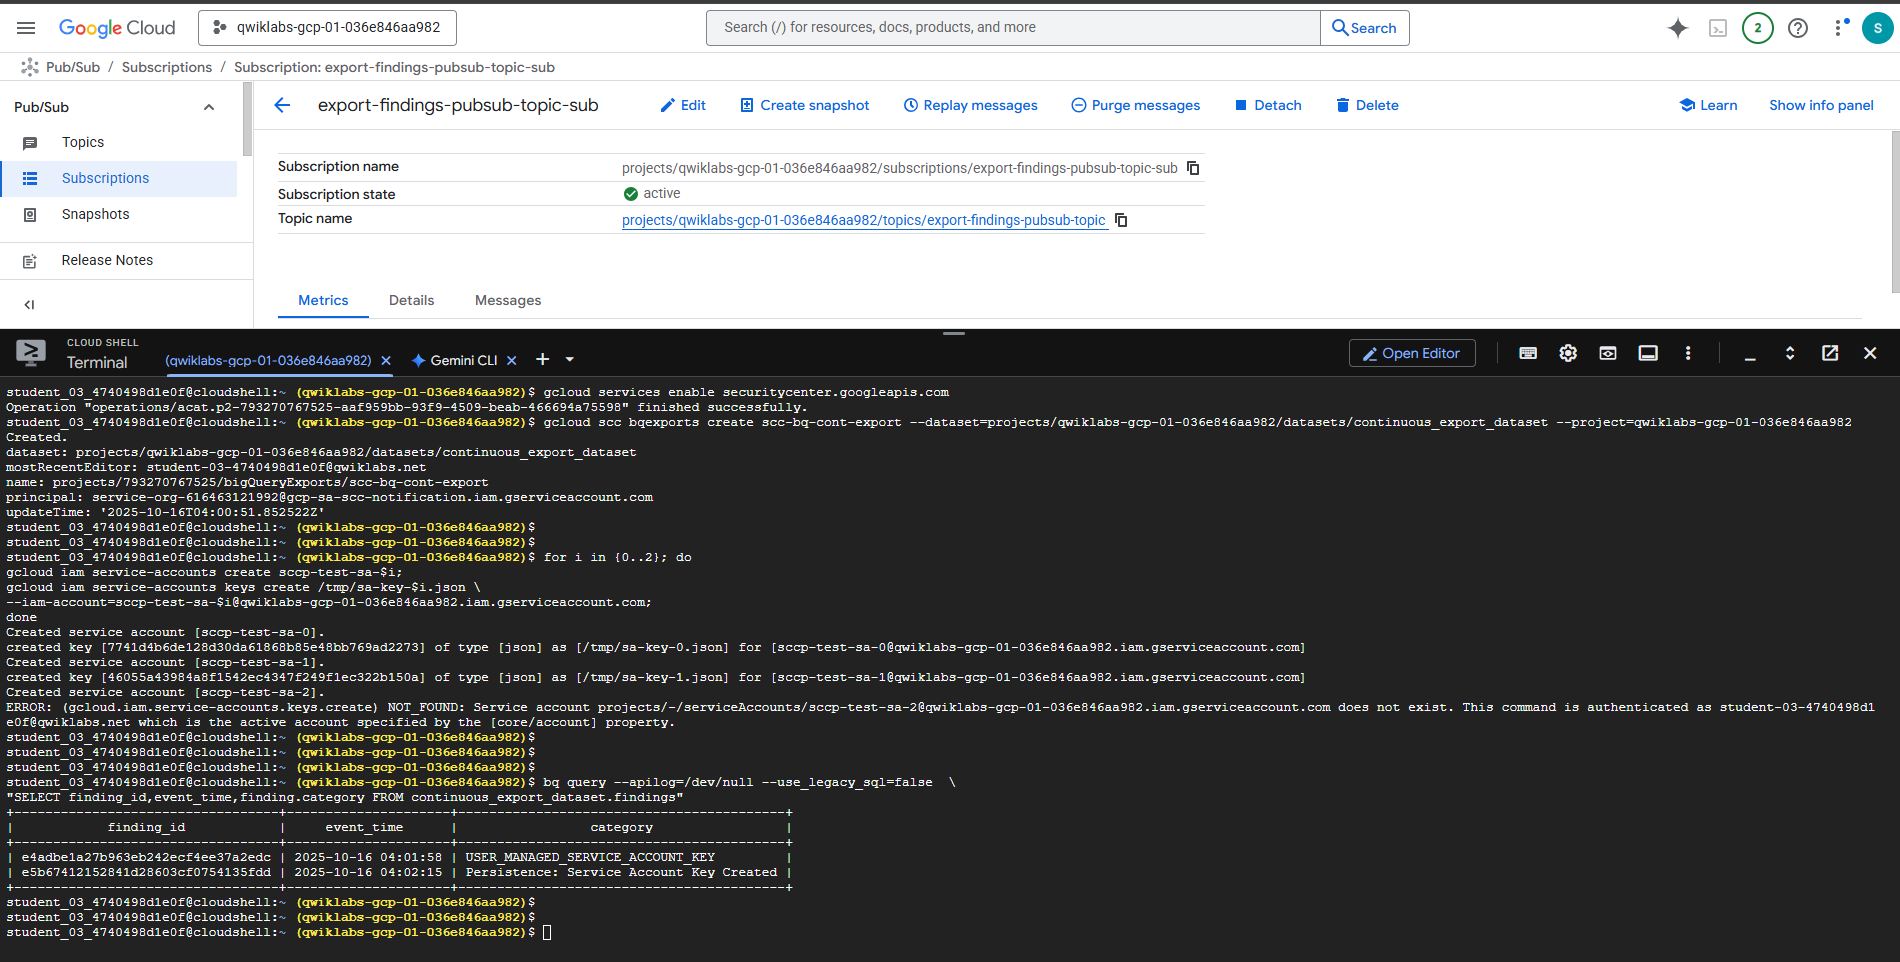 Google Cloud
qwiklabs-gcp-01-036e846aa982
Search (/) for resources, docs, products, and more
Search
2
S
Pub/Sub / Subscriptions / Subscription: export-findings-pubsub-topic-sub
Pub/Sub
Topics
Subscriptions
Snapshots
Release Notes
export-findings-pubsub-topic-sub
Edit
Create snapshot
Replay messages
Purge messages
Detach
Delete
Learn
Show info panel
Subscription name
projects/qwiklabs-gcp-01-036e846aa982/subscriptions/export-findings-pubsub-topic-sub
Subscription state
active
Topic name
projects/qwiklabs-gcp-01-036e846aa982/topics/export-findings-pubsub-topic
Metrics
Details
Messages
CLOUD SHELL
Terminal
(qwiklabs-gcp-01-036e846aa982)
Gemini CLI
Open Editor
student_03_4740498d1e0f@cloudshell:~ (qwiklabs-gcp-01-036e846aa982)$ gcloud services enable securitycenter.googleapis.com
Operation "operations/acat.p2-793270767525-aaf959bb-93f9-4509-beab-466694a75598" finished successfully.
student_03_4740498d1e0f@cloudshell:~ (qwiklabs-gcp-01-036e846aa982)$ gcloud scc bqexports create scc-bq-cont-export --dataset=projects/qwiklabs-gcp-01-036e846aa982/datasets/continuous_export_dataset --project=qwiklabs-gcp-01-036e846aa982
Created.
dataset: projects/qwiklabs-gcp-01-036e846aa982/datasets/continuous_export_dataset
mostRecentEditor: student-03-4740498d1e0f@qwiklabs.net
name: projects/793270767525/bigQueryExports/scc-bq-cont-export
principal: service-org-616463121992@gcp-sa-scc-notification.iam.gserviceaccount.com
updateTime: '2025-10-16T04:00:51.852522Z'
student_03_4740498d1e0f@cloudshell:~ (qwiklabs-gcp-01-036e846aa982)$
student_03_4740498d1e0f@cloudshell:~ (qwiklabs-gcp-01-036e846aa982)$
student_03_4740498d1e0f@cloudshell:~ (qwiklabs-gcp-01-036e846aa982)$ for i in {0..2}; do
gcloud iam service-accounts create sccp-test-sa-$i;
gcloud iam service-accounts keys create /tmp/sa-key-$i.json \
--iam-account=sccp-test-sa-$i@qwiklabs-gcp-01-036e846aa982.iam.gserviceaccount.com;
done
Created service account [sccp-test-sa-0].
created key [7741d4b6de128d30da61868b85e48bb769ad2273] of type [json] as [/tmp/sa-key-0.json] for [sccp-test-sa-0@qwiklabs-gcp-01-036e846aa982.iam.gserviceaccount.com]
Created service account [sccp-test-sa-1].
created key [46055a43984a8f1542ec4347f249f1ec322b150a] of type [json] as [/tmp/sa-key-1.json] for [sccp-test-sa-1@qwiklabs-gcp-01-036e846aa982.iam.gserviceaccount.com]
Created service account [sccp-test-sa-2].
ERROR: (gcloud.iam.service-accounts.keys.create) NOT_FOUND: Service account projects/-/serviceAccounts/sccp-test-sa-2@qwiklabs-gcp-01-036e846aa982.iam.gserviceaccount.com does not exist. This command is authenticated as student-03-4740498d1
e0f@qwiklabs.net which is the active account specified by the [core/account] property.
student_03_4740498d1e0f@cloudshell:~ (qwiklabs-gcp-01-036e846aa982)$
student_03_4740498d1e0f@cloudshell:~ (qwiklabs-gcp-01-036e846aa982)$
student_03_4740498d1e0f@cloudshell:~ (qwiklabs-gcp-01-036e846aa982)$
student_03_4740498d1e0f@cloudshell:~ (qwiklabs-gcp-01-036e846aa982)$ bq query --apilog=/dev/null --use_legacy_sql=false \
"SELECT finding_id,event_time,finding.category FROM continuous_export_dataset.findings"
+----------------------------------+---------------------+------------------------------------------+
| finding_id | event_time | category |
+----------------------------------+---------------------+------------------------------------------+
| e4adbe1a27b963eb242ecf4ee37a2edc | 2025-10-16 04:01:58 | USER_MANAGED_SERVICE_ACCOUNT_KEY |
| e5b67412152841d28603cf0754135fdd | 2025-10-16 04:02:15 | Persistence: Service Account Key Created |
+----------------------------------+---------------------+------------------------------------------+
student_03_4740498d1e0f@cloudshell:~ (qwiklabs-gcp-01-036e846aa982)$
student_03_4740498d1e0f@cloudshell:~ (qwiklabs-gcp-01-036e846aa982)$
student_03_4740498d1e0f@cloudshell:~ (qwiklabs-gcp-01-036e846aa982)$